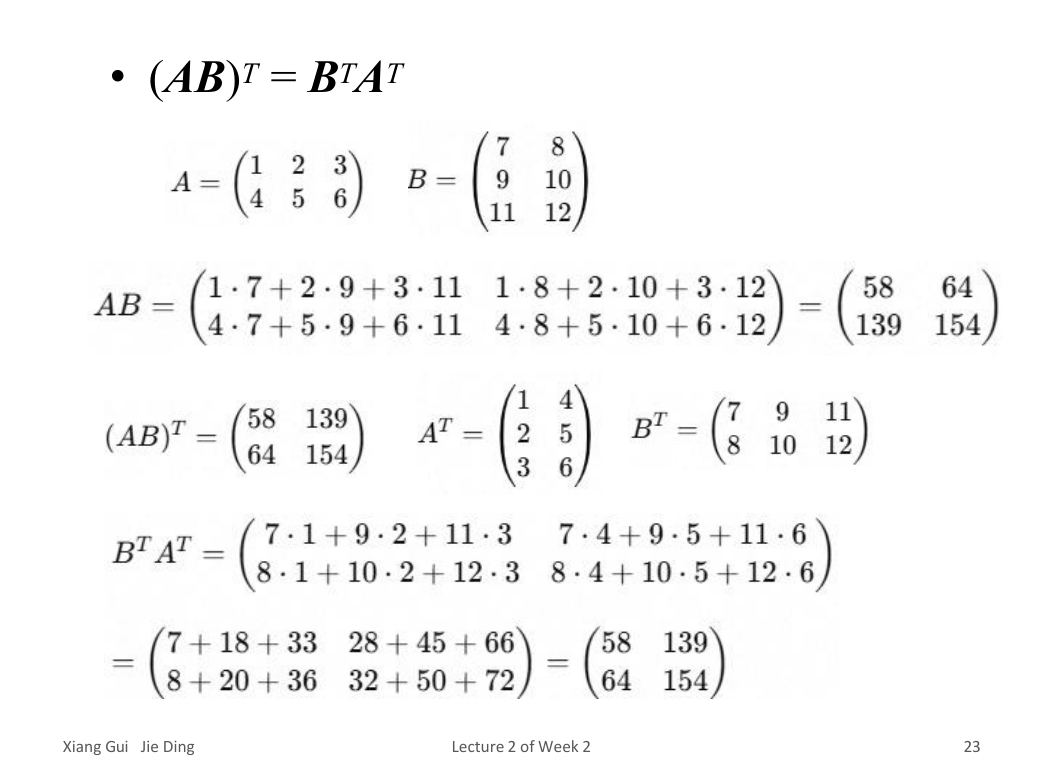 • (AB)T = BTAT
A = (1 2 3
4 5 6) B = (7 8
9 10
11 12)
AB = (1 · 7 + 2 · 9 + 3 · 11 1 · 8 + 2 · 10 + 3 · 12
4 · 7 + 5 · 9 + 6 · 11 4 · 8 + 5 · 10 + 6 · 12) = (58 64
139 154)
(AB)T = (58 139
64 154) AT = (1 4
2 5
3 6) BT = (7 9 11
8 10 12)
BT AT = (7 · 1 + 9 · 2 + 11 · 3 7 · 4 + 9 · 5 + 11 · 6
8 · 1 + 10 · 2 + 12 · 3 8 · 4 + 10 · 5 + 12 · 6)
= (7 + 18 + 33 28 + 45 + 66
8 + 20 + 36 32 + 50 + 72) = (58 139
64 154)
Xiang Gui Jie Ding Lecture 2 of Week 2 23